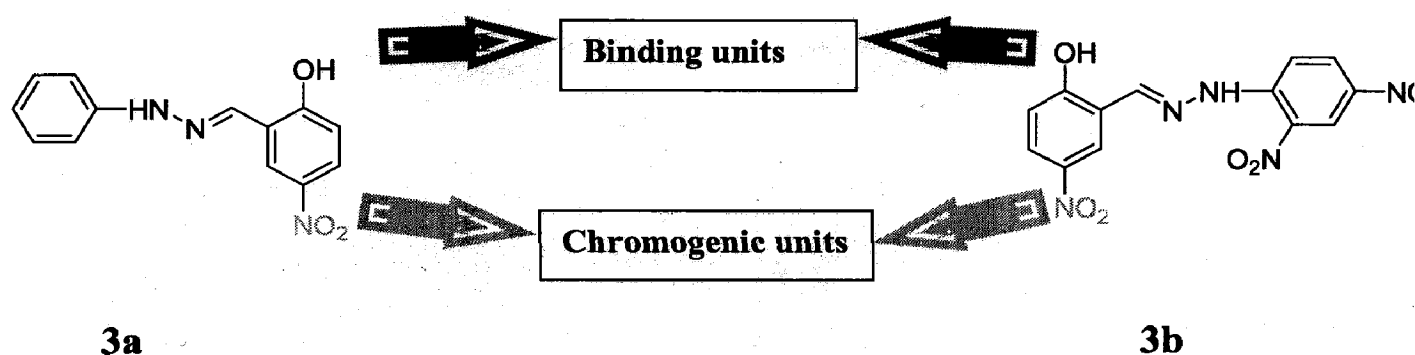 Binding units
OH
HN
N
NO₂
OH
N
NH
NO₂
O₂N
Chromogenic units
3a
3b